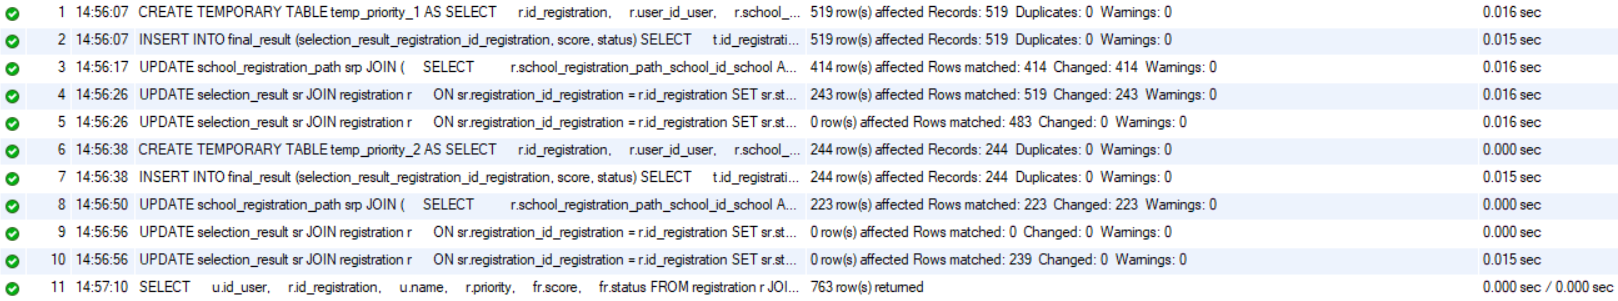 1 14:56:07 CREATE TEMPORARY TABLE temp_priority_1 AS SELECT r.id_registration, r.user_id_user, r.school_... 519 row(s) affected Records: 519 Duplicates: 0 Warnings: 0 0.016 sec
2 14:56:07 INSERT INTO final_result (selection_result_registration_id_registration, score, status) SELECT t.id_registrati... 519 row(s) affected Records: 519 Duplicates: 0 Warnings: 0 0.015 sec
3 14:56:17 UPDATE school_registration_path srp JOIN ( SELECT r.school_registration_path_school_id_school A... 414 row(s) affected Rows matched: 414 Changed: 414 Warnings: 0 0.016 sec
4 14:56:26 UPDATE selection_result sr JOIN registration r ON sr.registration_id_registration = r.id_registration SET sr.st... 243 row(s) affected Rows matched: 519 Changed: 243 Warnings: 0 0.016 sec
5 14:56:26 UPDATE selection_result sr JOIN registration r ON sr.registration_id_registration = r.id_registration SET sr.st... 0 row(s) affected Rows matched: 483 Changed: 0 Warnings: 0 0.016 sec
6 14:56:38 CREATE TEMPORARY TABLE temp_priority_2 AS SELECT r.id_registration, r.user_id_user, r.school_... 244 row(s) affected Records: 244 Duplicates: 0 Warnings: 0 0.000 sec
7 14:56:38 INSERT INTO final_result (selection_result_registration_id_registration, score, status) SELECT t.id_registrati... 244 row(s) affected Records: 244 Duplicates: 0 Warnings: 0 0.015 sec
8 14:56:50 UPDATE school_registration_path srp JOIN ( SELECT r.school_registration_path_school_id_school A... 223 row(s) affected Rows matched: 223 Changed: 223 Warnings: 0 0.000 sec
9 14:56:56 UPDATE selection_result sr JOIN registration r ON sr.registration_id_registration = r.id_registration SET sr.st... 0 row(s) affected Rows matched: 0 Changed: 0 Warnings: 0 0.000 sec
10 14:56:56 UPDATE selection_result sr JOIN registration r ON sr.registration_id_registration = r.id_registration SET sr.st... 0 row(s) affected Rows matched: 239 Changed: 0 Warnings: 0 0.015 sec
11 14:57:10 SELECT u.id_user, r.id_registration, u.name, r.priority, fr.score, fr.status FROM registration r JOI... 763 row(s) returned 0.000 sec / 0.000 sec